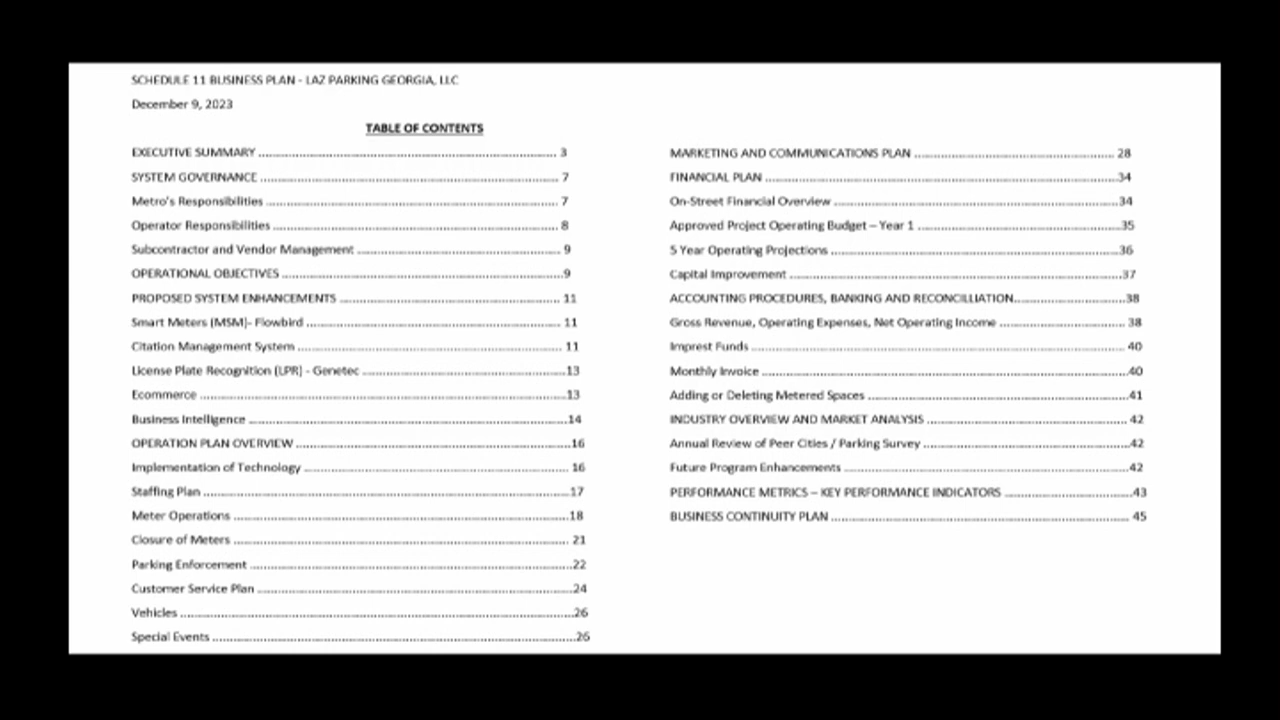 SCHEDULE 11 BUSINESS PLAN - LAZ PARKING GEORGIA, LLC
December 9, 2023
TABLE OF CONTENTS
EXECUTIVE SUMMARY ........ 3
SYSTEM GOVERNANCE ........ 7
Metro's Responsibilities ........ 7
Operator Responsibilities ........ 8
Subcontractor and Vendor Management ........ 9
OPERATIONAL OBJECTIVES ........9
PROPOSED SYSTEM ENHANCEMENTS ........ 11
Smart Meters (MSM)- Flowbird ........ 11
Citation Management System ........ 11
License Plate Recognition (LPR) - Genetec ........13
Ecommerce ........13
Business Intelligence ........14
OPERATION PLAN OVERVIEW ........16
Implementation of Technology ........ 16
Staffing Plan ........17
Meter Operations ........18
Closure of Meters ........ 21
Parking Enforcement ........22
Customer Service Plan ........24
Vehicles ........26
Special Events ........26
MARKETING AND COMMUNICATIONS PLAN ........ 28
FINANCIAL PLAN ........34
On-Street Financial Overview ........34
Approved Project Operating Budget – Year 1 ........35
5 Year Operating Projections ........36
Capital Improvement ........37
ACCOUNTING PROCEDURES, BANKING AND RECONCILLIATION........38
Gross Revenue, Operating Expenses, Net Operating Income ........ 38
Imprest Funds ........ 40
Monthly Invoice ........40
Adding or Deleting Metered Spaces ........41
INDUSTRY OVERVIEW AND MARKET ANALYSIS ........ 42
Annual Review of Peer Cities / Parking Survey ........42
Future Program Enhancements ........42
PERFORMANCE METRICS – KEY PERFORMANCE INDICATORS ........43
BUSINESS CONTINUITY PLAN ........ 45